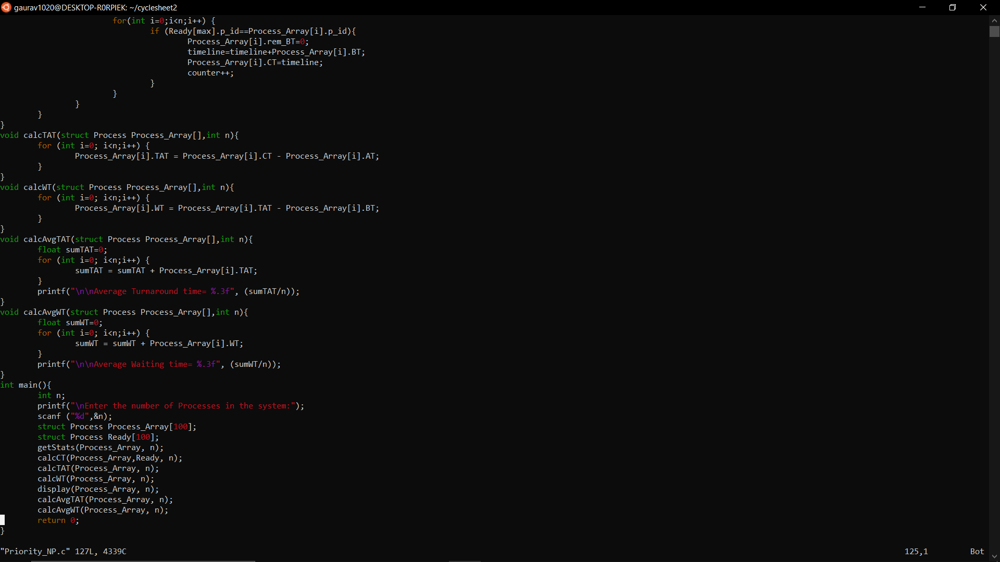 gaurav1020@DESKTOP-R0RPIEK: ~/cyclesheet2
                        for(int i=0;i<n;i++) {
                                if (Ready[max].p_id==Process_Array[i].p_id){
                                        Process_Array[i].rem_BT=0;
                                        timeline=timeline+Process_Array[i].BT;
                                        Process_Array[i].CT=timeline;
                                        counter++;
                                }
                        }
                }
        }
}
void calcTAT(struct Process Process_Array[],int n){
        for (int i=0; i<n;i++) {
                Process_Array[i].TAT = Process_Array[i].CT - Process_Array[i].AT;
        }
}
void calcWT(struct Process Process_Array[],int n){
        for (int i=0; i<n;i++) {
                Process_Array[i].WT = Process_Array[i].TAT - Process_Array[i].BT;
        }
}
void calcAvgTAT(struct Process Process_Array[],int n){
        float sumTAT=0;
        for (int i=0; i<n;i++) {
                sumTAT = sumTAT + Process_Array[i].TAT;
        }
        printf("\n\nAverage Turnaround time= %.3f", (sumTAT/n));
}
void calcAvgWT(struct Process Process_Array[],int n){
        float sumWT=0;
        for (int i=0; i<n;i++) {
                sumWT = sumWT + Process_Array[i].WT;
        }
        printf("\n\nAverage Waiting time= %.3f", (sumWT/n));
}
int main(){
        int n;
        printf("\nEnter the number of Processes in the system:");
        scanf ("%d",&n);
        struct Process Process_Array[100];
        struct Process Ready[100];
        getStats(Process_Array, n);
        calcCT(Process_Array,Ready, n);
        calcTAT(Process_Array, n);
        calcWT(Process_Array, n);
        display(Process_Array, n);
        calcAvgTAT(Process_Array, n);
        calcAvgWT(Process_Array, n);
        return 0;
}
"Priority_NP.c" 127L, 4339C 125,1 Bot